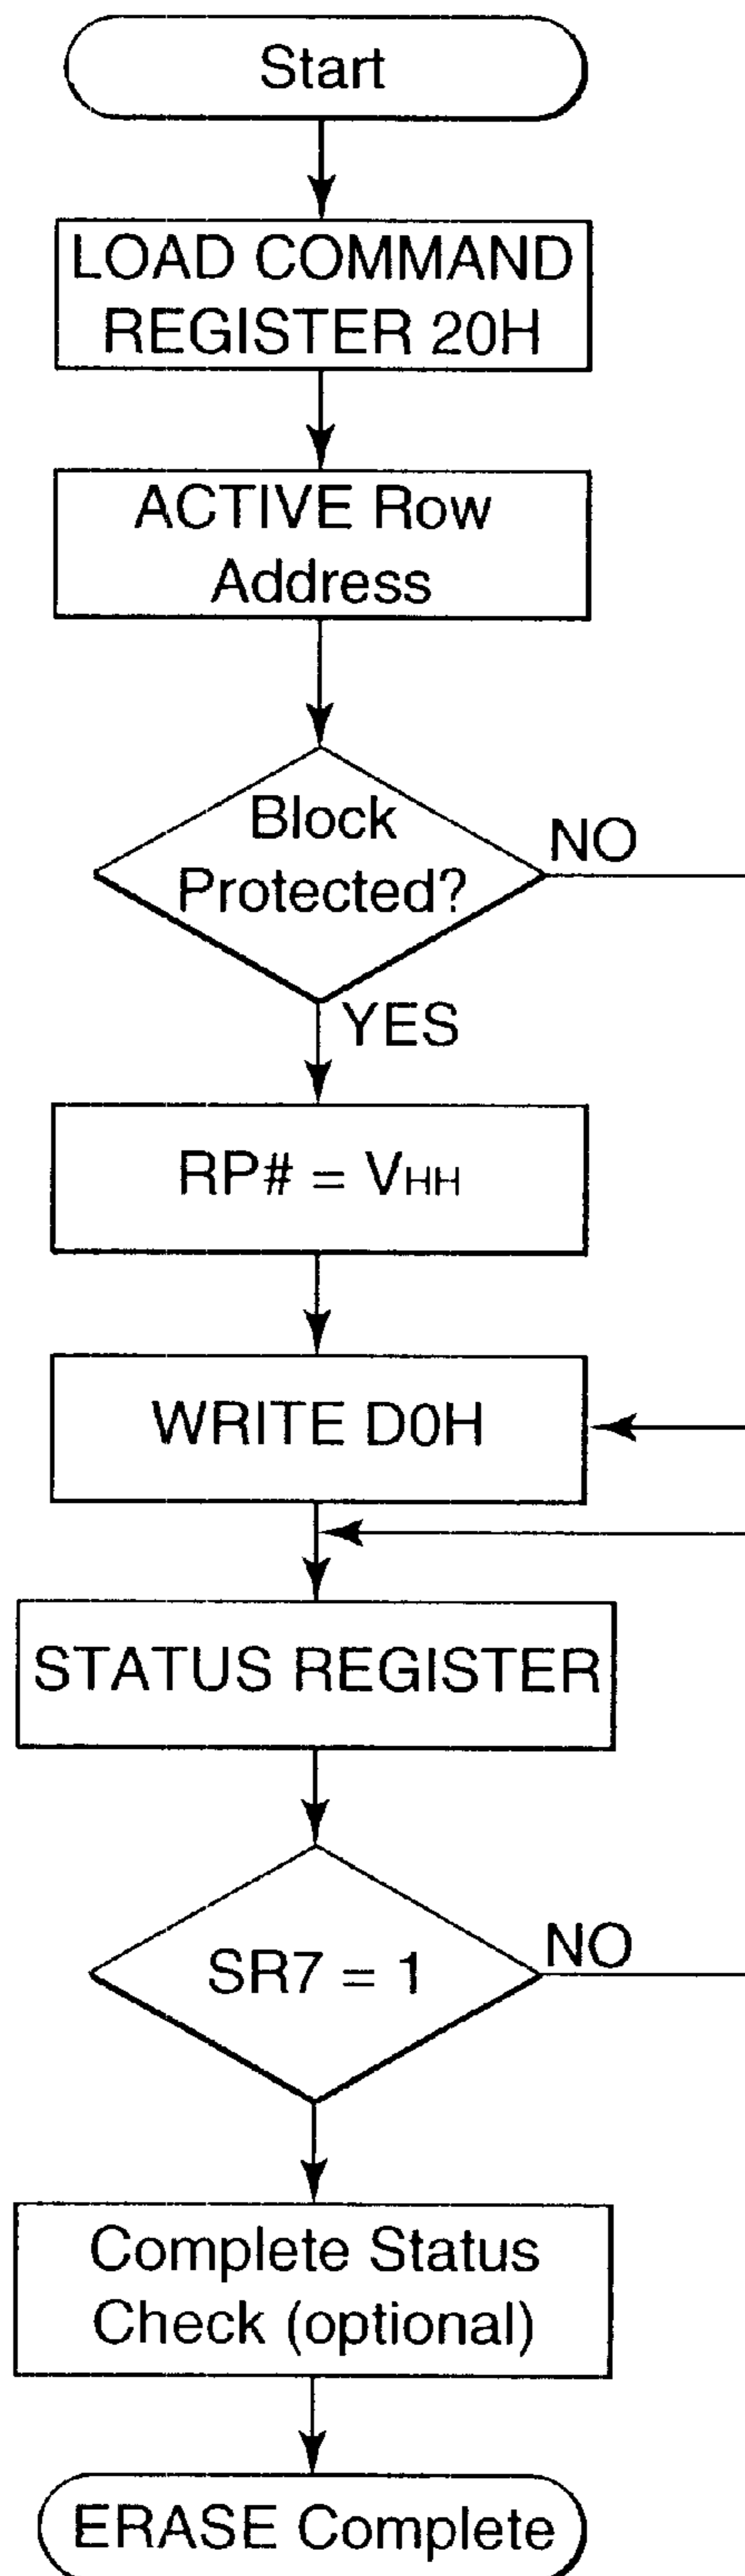 Start
LOAD COMMAND
REGISTER 20H
ACTIVE Row
Address
Block
Protected?
NO
YES
RP# = VHH
WRITE D0H
STATUS REGISTER
SR7 = 1
NO
Complete Status
Check (optional)
ERASE Complete